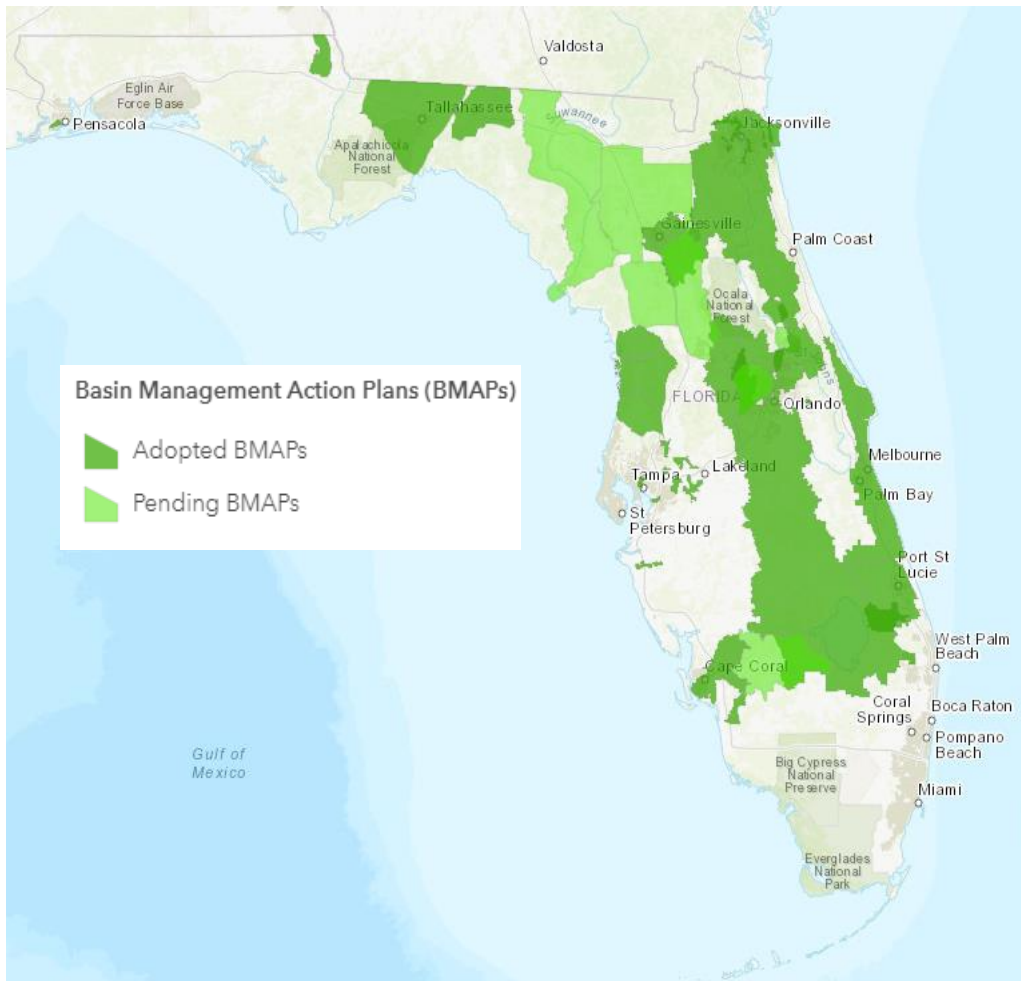 Valdosta
Eglin Air
Force Base
Pensacola
Tallahassee
Apalachicola
National
Forest
Suwannee
Jacksonville
Gainesville
Palm Coast
Ocala
National
Forest
Basin Management Action Plans (BMAPs)
Adopted BMAPs
Pending BMAPs
FLORIDA
Orlando
Lakeland
Tampa
St
Petersburg
Melbourne
Palm Bay
Port St
Lucie
West Palm
Beach
Cape Coral
Coral
Springs
Boca Raton
Pompano
Beach
Gulf of
Mexico
Big Cypress
National
Preserve
Miami
Everglades
National
Park